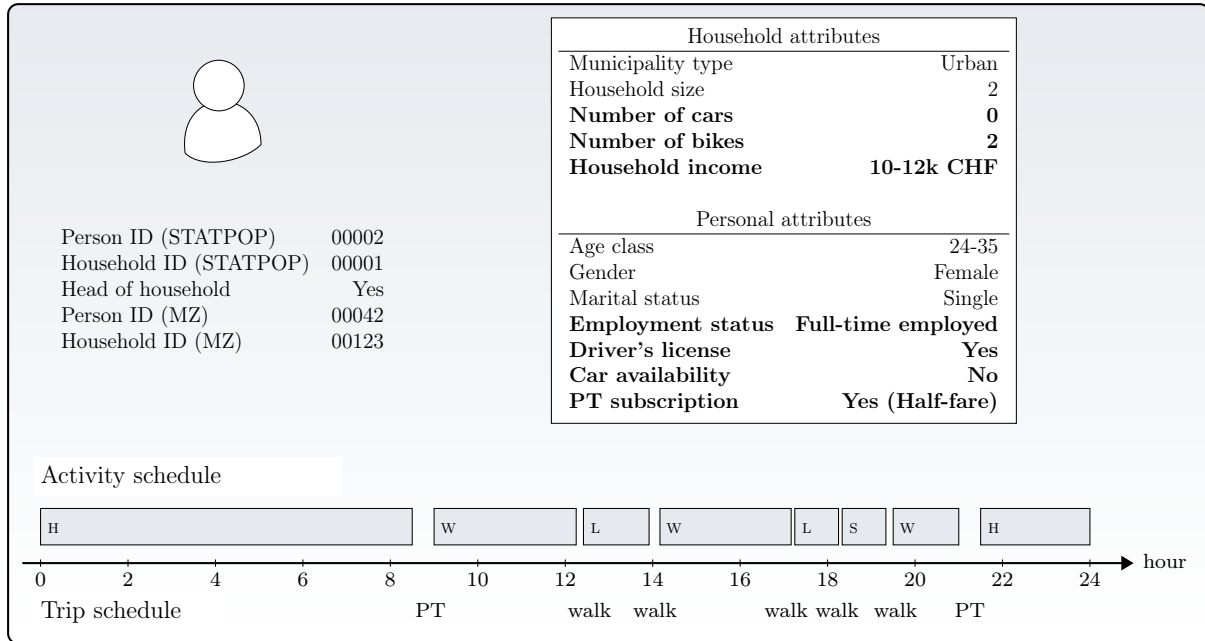 Household attributes
Municipality type Urban
Household size 2
Number of cars 0
Number of bikes 2
Household income 10-12k CHF
Personal attributes
Age class 24-35
Gender Female
Marital status Single
Employment status Full-time employed
Driver's license Yes
Car availability No
PT subscription Yes (Half-fare)
Person ID (STATPOP) 00002
Household ID (STATPOP) 00001
Head of household Yes
Person ID (MZ) 00042
Household ID (MZ) 00123
Activity schedule
H W L W L S W H
hour
0 2 4 6 8 10 12 14 16 18 20 22 24
Trip schedule PT walk walk walk walk walk PT